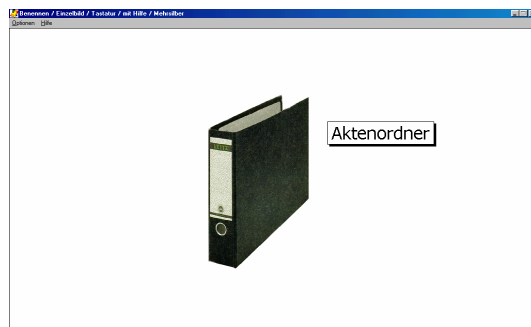 Benennen / Einzelbild / Tastatur / mit Hilfe / Mehrsilber
Optionen Hilfe
Aktenordner